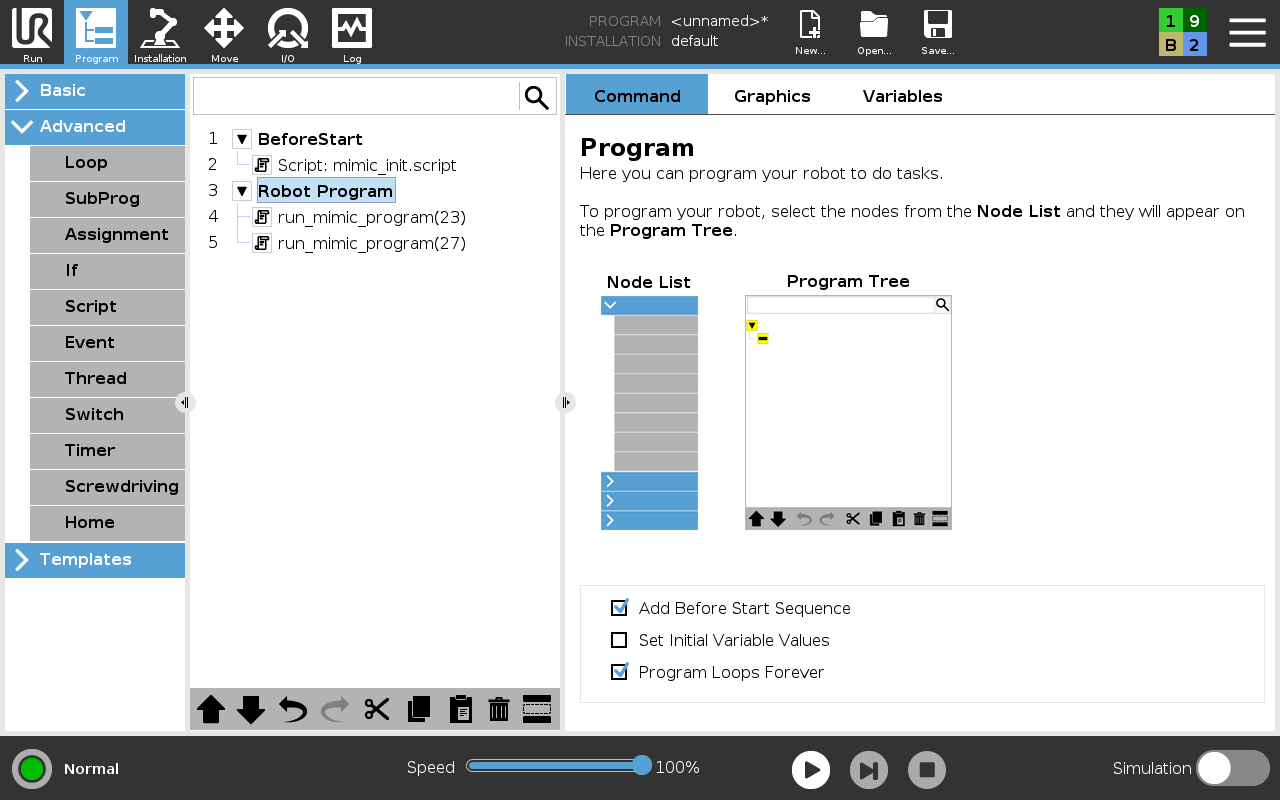 UR
Run
Program
Installation
Move
I/O
Log
PROGRAM <unnamed>*
INSTALLATION default
New...
Open...
Save...
1 9
B 2
Basic
Advanced
Loop
SubProg
Assignment
If
Script
Event
Thread
Switch
Timer
Screwdriving
Home
Templates
1 BeforeStart
2 Script: mimic_init.script
3 Robot Program
4 run_mimic_program(23)
5 run_mimic_program(27)
Command Graphics Variables
Program
Here you can program your robot to do tasks.
To program your robot, select the nodes from the Node List and they will appear on
the Program Tree.
Node List
Program Tree
Add Before Start Sequence
Set Initial Variable Values
Program Loops Forever
Normal
Speed 100%
Simulation